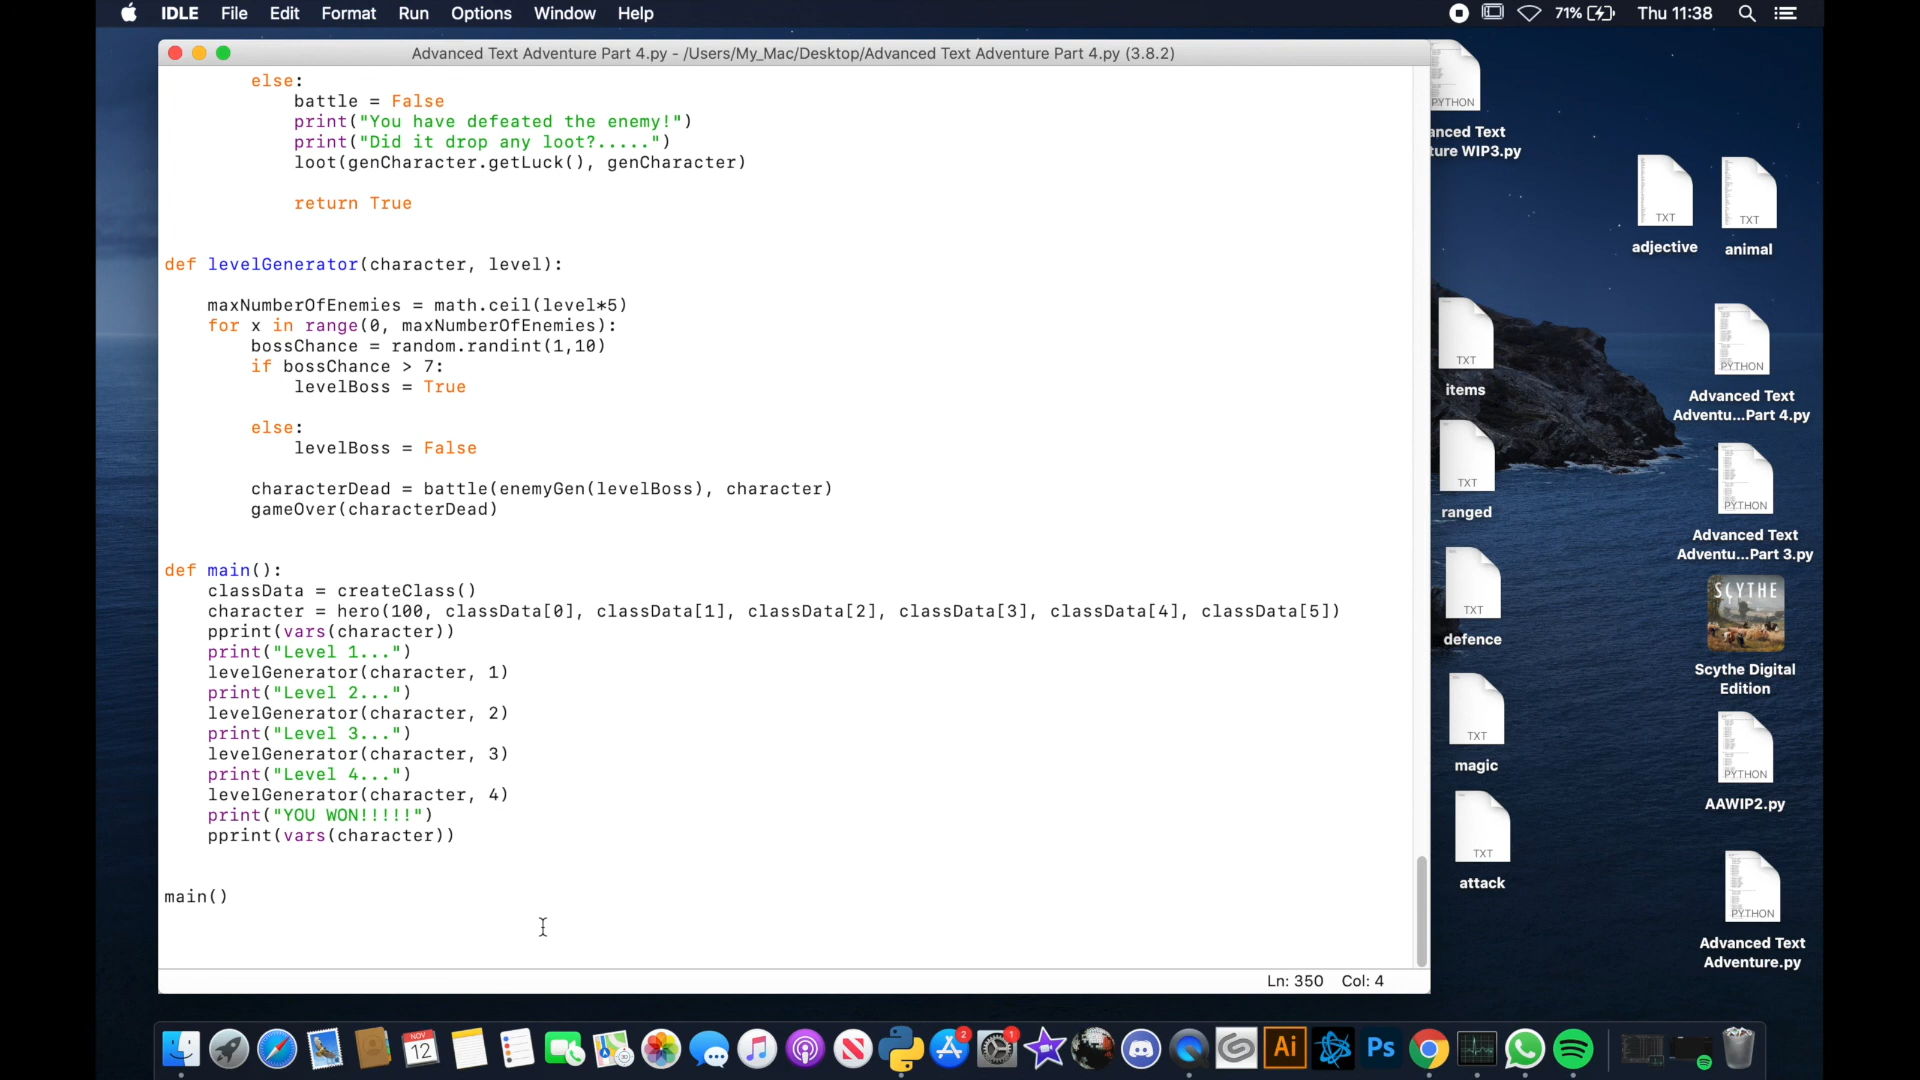 IDLE File Edit Format Run Options Window Help 71% Thu 11:38
Advanced Text Adventure Part 4.py - /Users/My_Mac/Desktop/Advanced Text Adventure Part 4.py (3.8.2)
else:
battle = False
print("You have defeated the enemy!")
print("Did it drop any loot?.....")
loot(genCharacter.getLuck(), genCharacter)
return True
def levelGenerator(character, level):
maxNumberOfEnemies = math.ceil(level*5)
for x in range(0, maxNumberOfEnemies):
bossChance = random.randint(1,10)
if bossChance > 7:
levelBoss = True
else:
levelBoss = False
characterDead = battle(enemyGen(levelBoss), character)
gameOver(characterDead)
def main():
classData = createClass()
character = hero(100, classData[0], classData[1], classData[2], classData[3], classData[4], classData[5])
pprint(vars(character))
print("Level 1...")
levelGenerator(character, 1)
print("Level 2...")
levelGenerator(character, 2)
print("Level 3...")
levelGenerator(character, 3)
print("Level 4...")
levelGenerator(character, 4)
print("YOU WON!!!!!")
pprint(vars(character))
main()
Ln: 350 Col: 4
PYTHON
anced Text
ture WIP3.py
TXT
adjective
TXT
animal
TXT
items
PYTHON
Advanced Text
Adventu...Part 4.py
TXT
ranged
PYTHON
Advanced Text
Adventu...Part 3.py
TXT
defence
SCYTHE
Scythe Digital
Edition
TXT
magic
PYTHON
AAWIP2.py
TXT
attack
PYTHON
Advanced Text
Adventure.py
NOV
12
3D
2
1
Ai
Ps